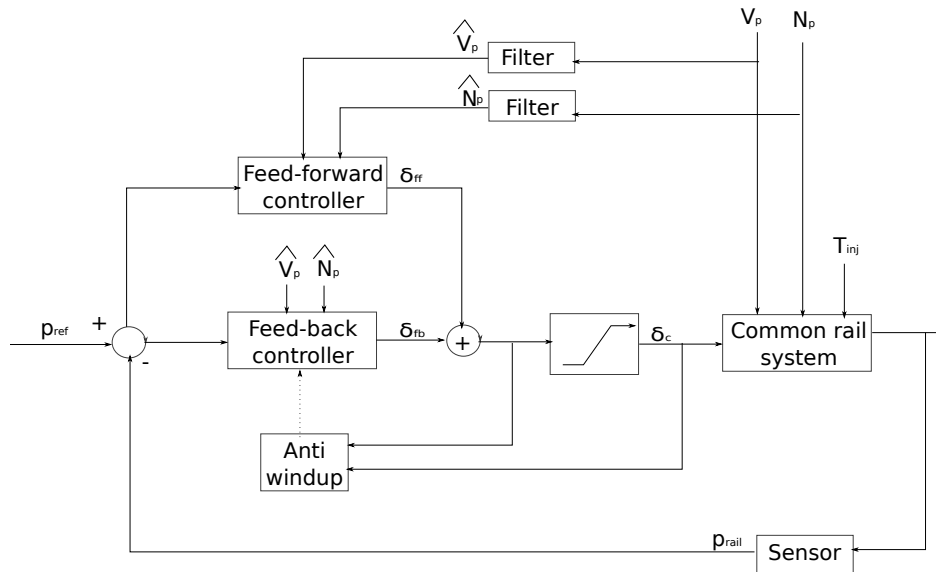 V̂p
Filter
Vp
Np
N̂p
Filter
Feed-forward
controller
δff
V̂p
N̂p
Tinj
pref
+
-
Feed-back
controller
δfb
+
δc
Common rail
system
Anti
windup
prail
Sensor